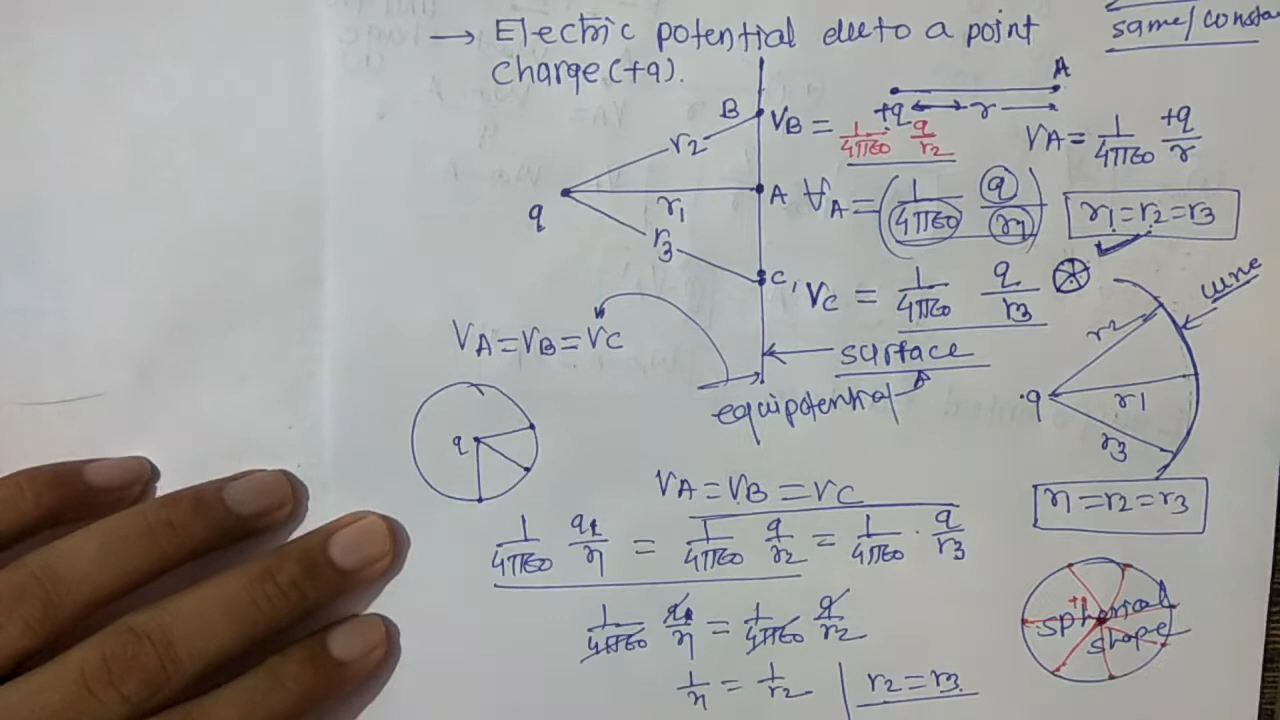 → Electric potential due to a point
charge (+q).
same/consta
A
+q r
VA = 1/4πε0 +q/r
B VB = 1/4πε0 q/r2
r2
q r1 A VA = (1/4πε0 q/r1)
r1 = r2 = r3
r3
C, VC = 1/4πε0 q/r3
curve
VA = VB = VC
surface
equipotential
r2
.q r1
r3
q
VA = VB = VC
r1 = r2 = r3
1/4πε0 q/r1 = 1/4πε0 q/r2 = 1/4πε0 . q/r3
+q
spherical
shape
1/4πε0 q/r1 = 1/4πε0 q/r2
1/r1 = 1/r2 | r2 = r3